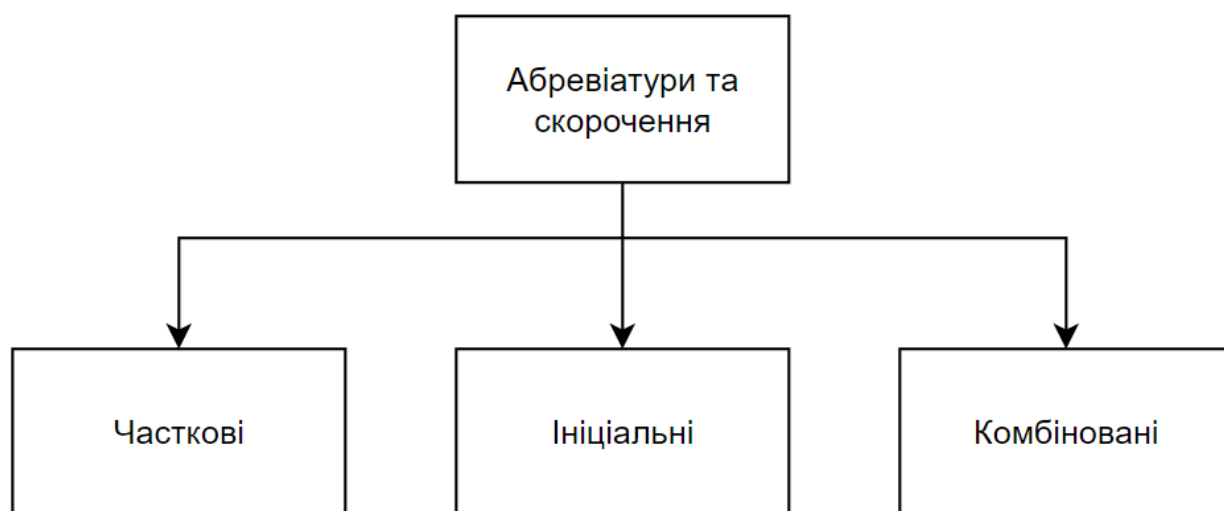 Абревіатури та
скорочення
Часткові
Ініціальні
Комбіновані